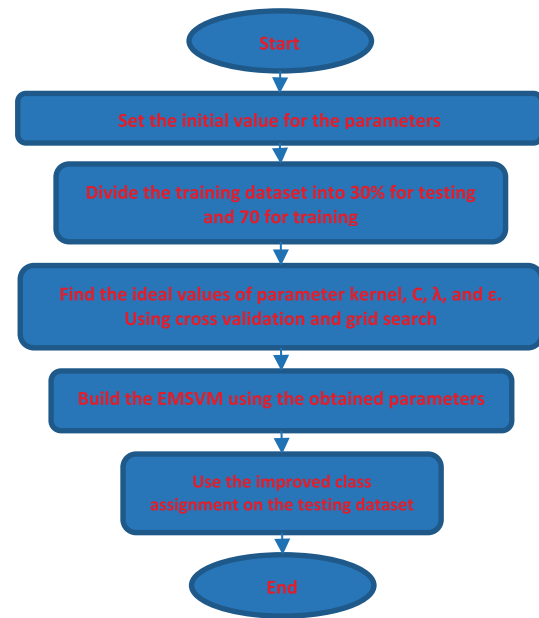 Start
Set the initial value for the parameters
Divide the training dataset into 30% for testing
and 70 for training
Find the ideal values of parameter kernel, C, λ, and ε.
Using cross validation and grid search
Build the EMSVM using the obtained parameters
Use the improved class
assignment on the testing dataset
End